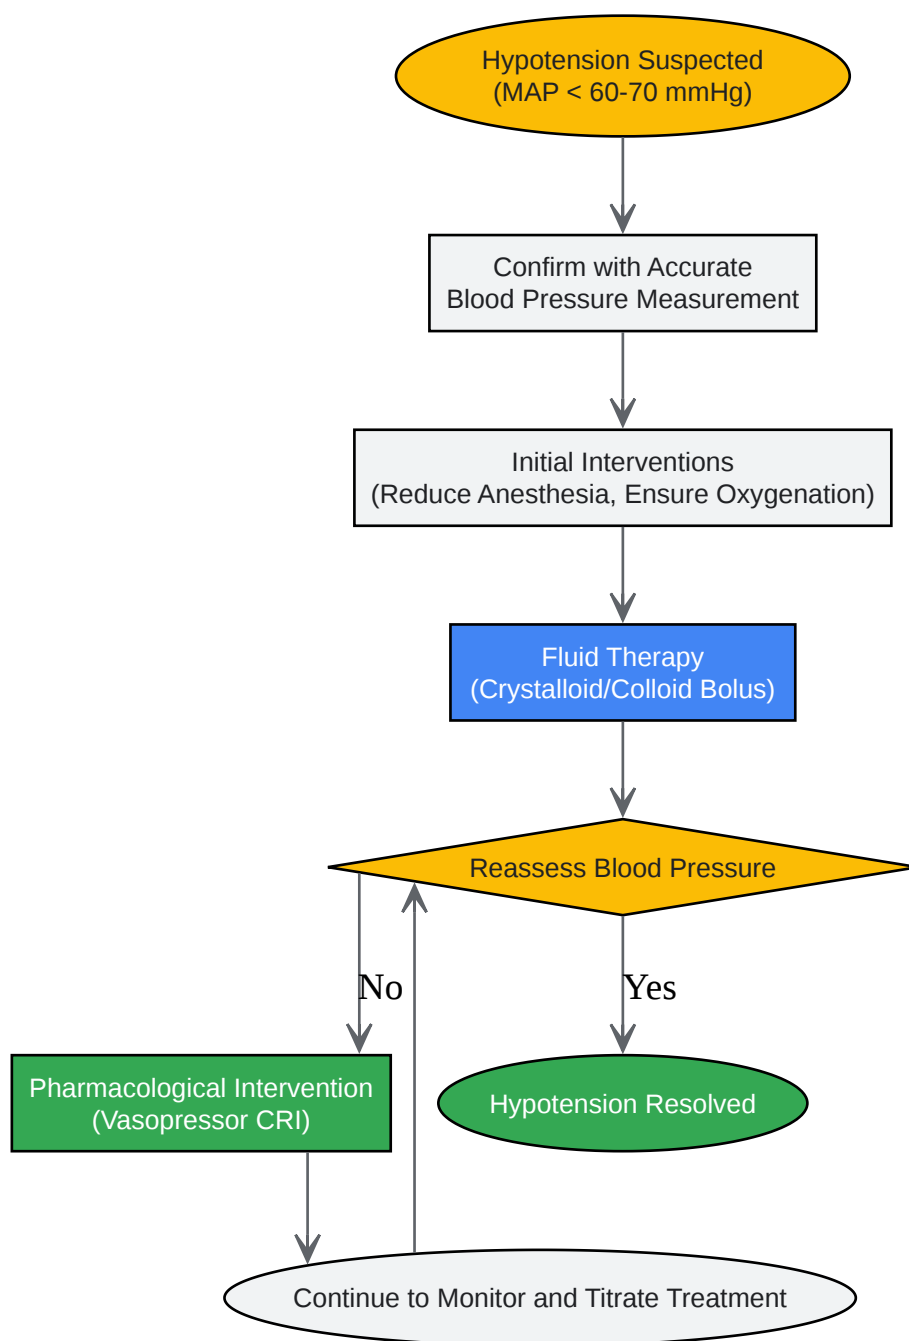 Hypotension Suspected
(MAP < 60-70 mmHg)
Confirm with Accurate
Blood Pressure Measurement
Initial Interventions
(Reduce Anesthesia, Ensure Oxygenation)
Fluid Therapy
(Crystalloid/Colloid Bolus)
Reassess Blood Pressure
No
Yes
Pharmacological Intervention
(Vasopressor CRI)
Hypotension Resolved
Continue to Monitor and Titrate Treatment